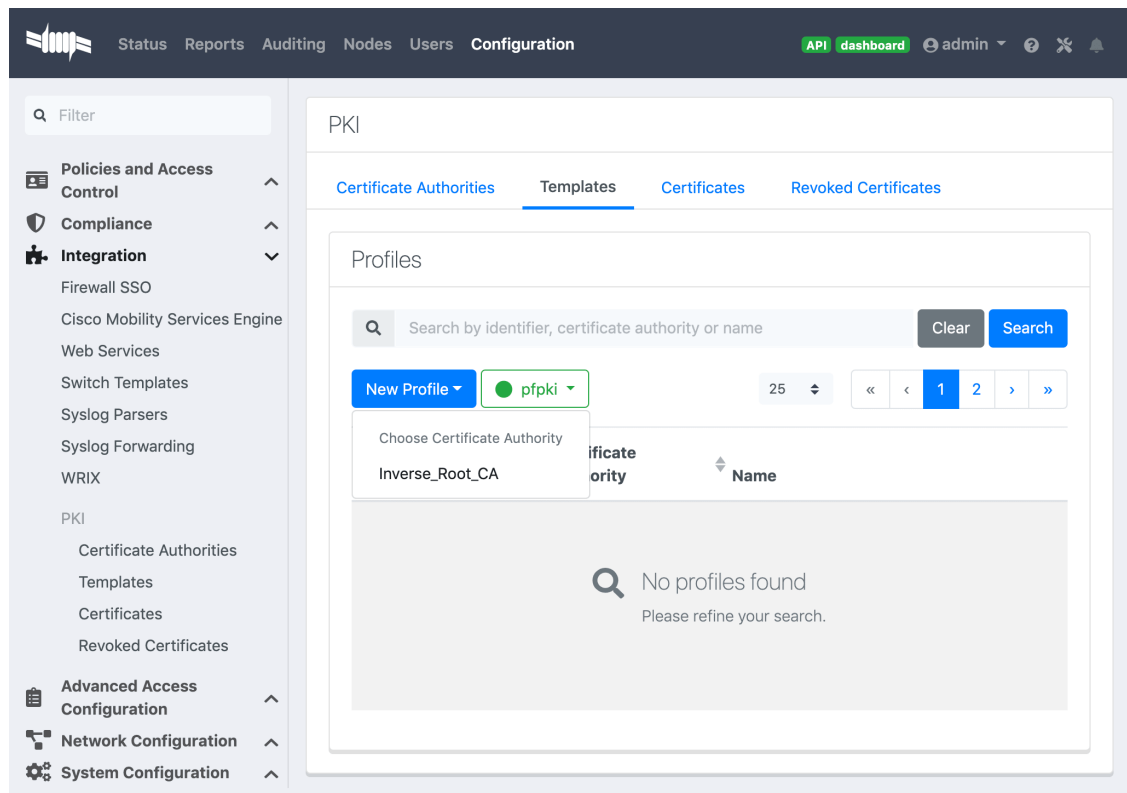 Status Reports Auditing Nodes Users Configuration API dashboard admin
Filter
Policies and Access
Control
Compliance
Integration
Firewall SSO
Cisco Mobility Services Engine
Web Services
Switch Templates
Syslog Parsers
Syslog Forwarding
WRIX
PKI
Certificate Authorities
Templates
Certificates
Revoked Certificates
Advanced Access
Configuration
Network Configuration
System Configuration
PKI
Certificate Authorities Templates Certificates Revoked Certificates
Profiles
Search by identifier, certificate authority or name Clear Search
New Profile pfpki 25 « ‹ 1 2 › »
Choose Certificate Authority
Inverse_Root_CA
ificate
ority Name
No profiles found
Please refine your search.